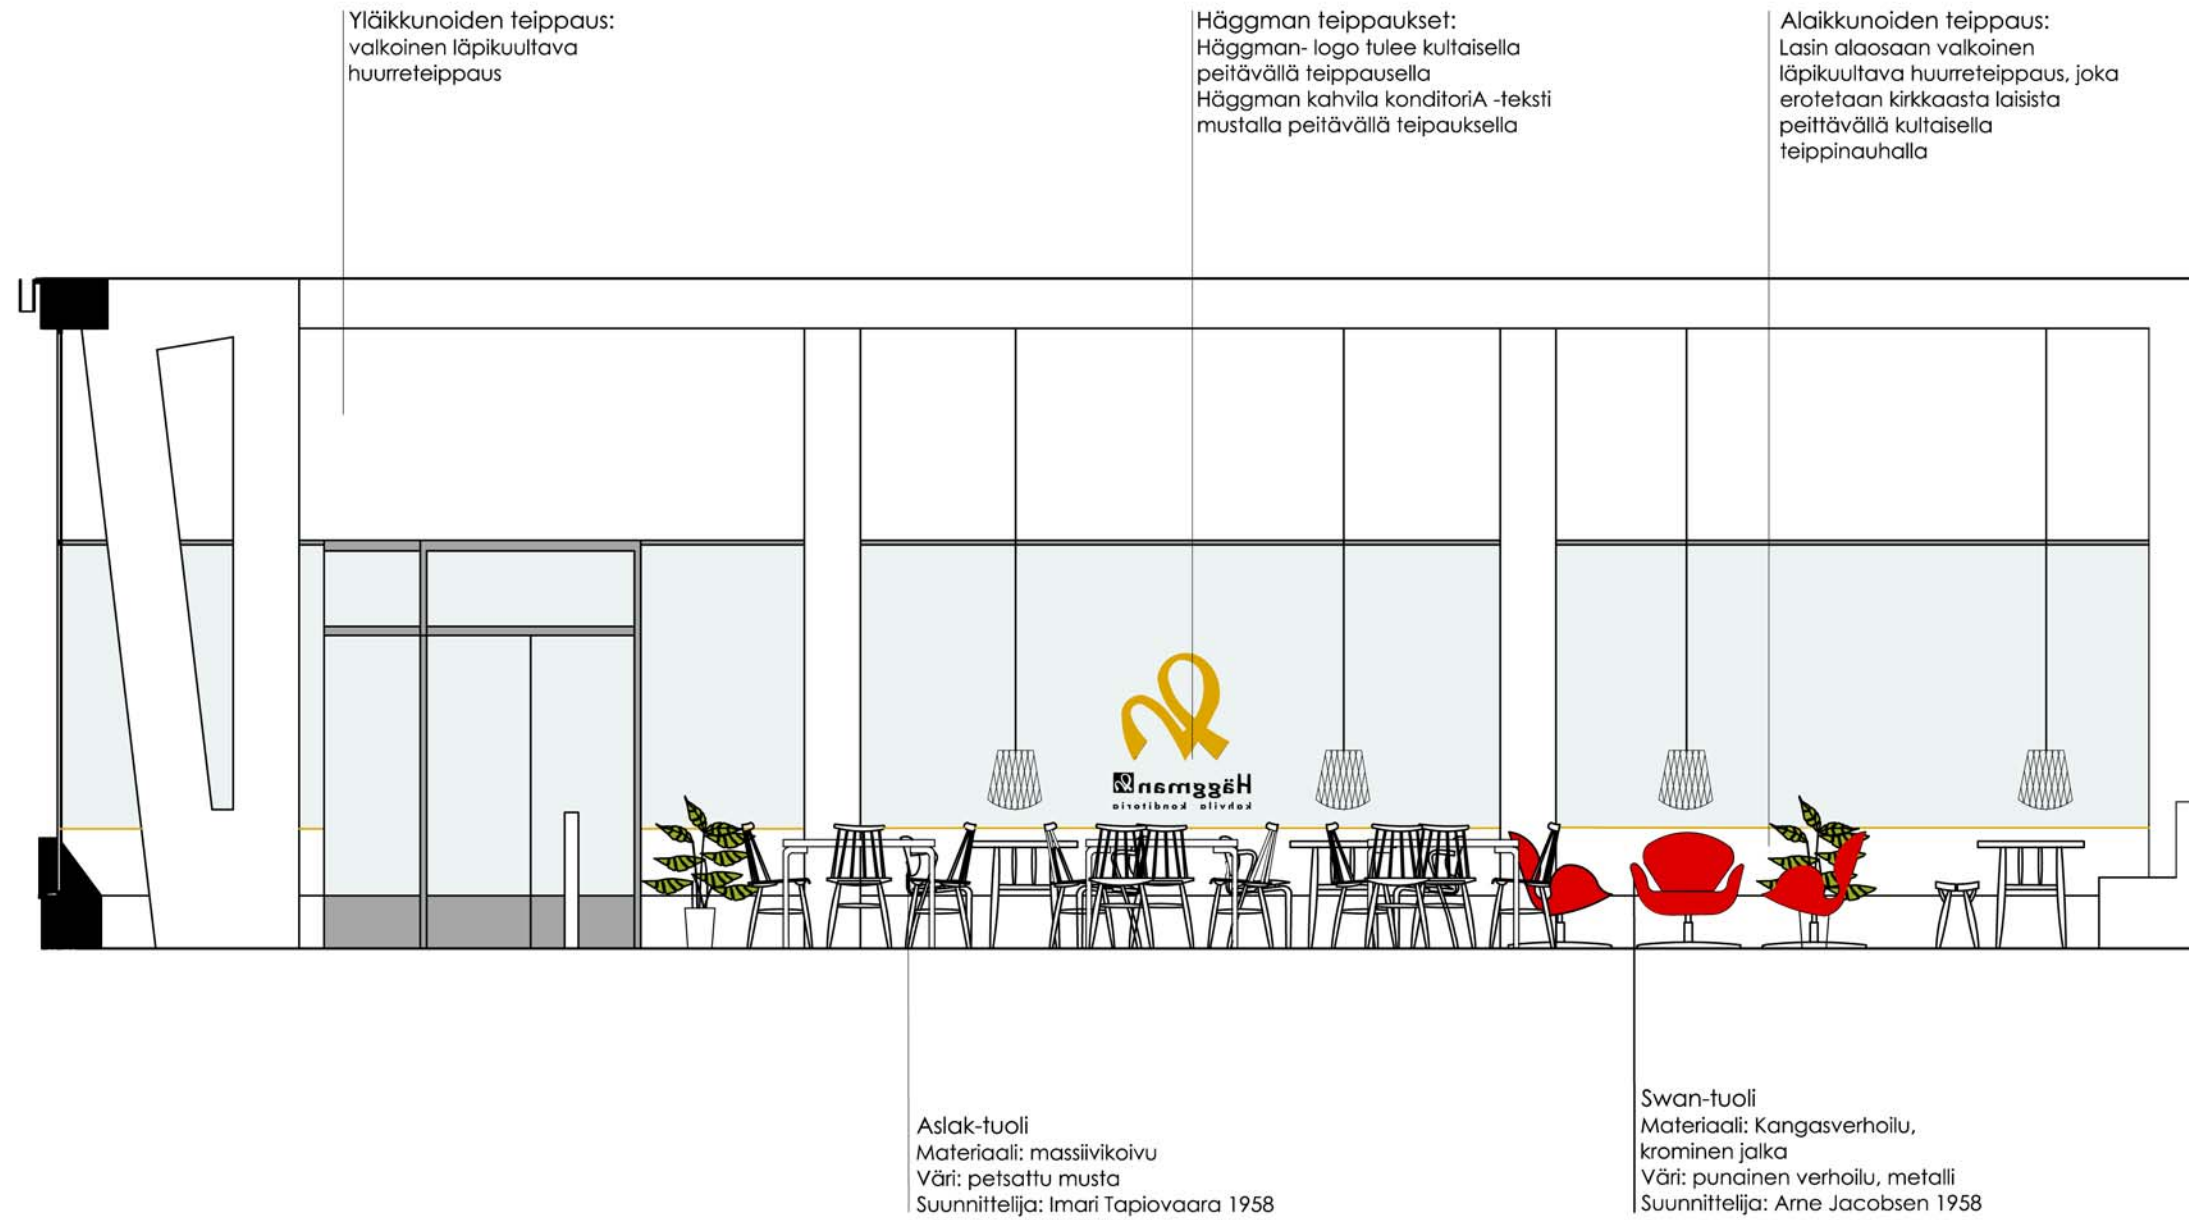 Yläikkunoiden teippaus:
valkoinen läpikuultava
huurreteippaus
Häggman teippaukset:
Häggman- logo tulee kultaisella
peitävällä teippausella
Häggman kahvila konditoriA -teksti
mustalla peitävällä teipauksella
Alaikkunoiden teippaus:
Lasin alaosaan valkoinen
läpikuultava huurreteippaus, joka
erotetaan kirkkaasta laisista
peittävällä kultaisella
teippinauhalla
Häggman
kahvila konditoria
Aslak-tuoli
Materiaali: massiivikoivu
Väri: petsattu musta
Suunnittelija: Imari Tapiovaara 1958
Swan-tuoli
Materiaali: Kangasverhoilu,
krominen jalka
Väri: punainen verhoilu, metalli
Suunnittelija: Arne Jacobsen 1958